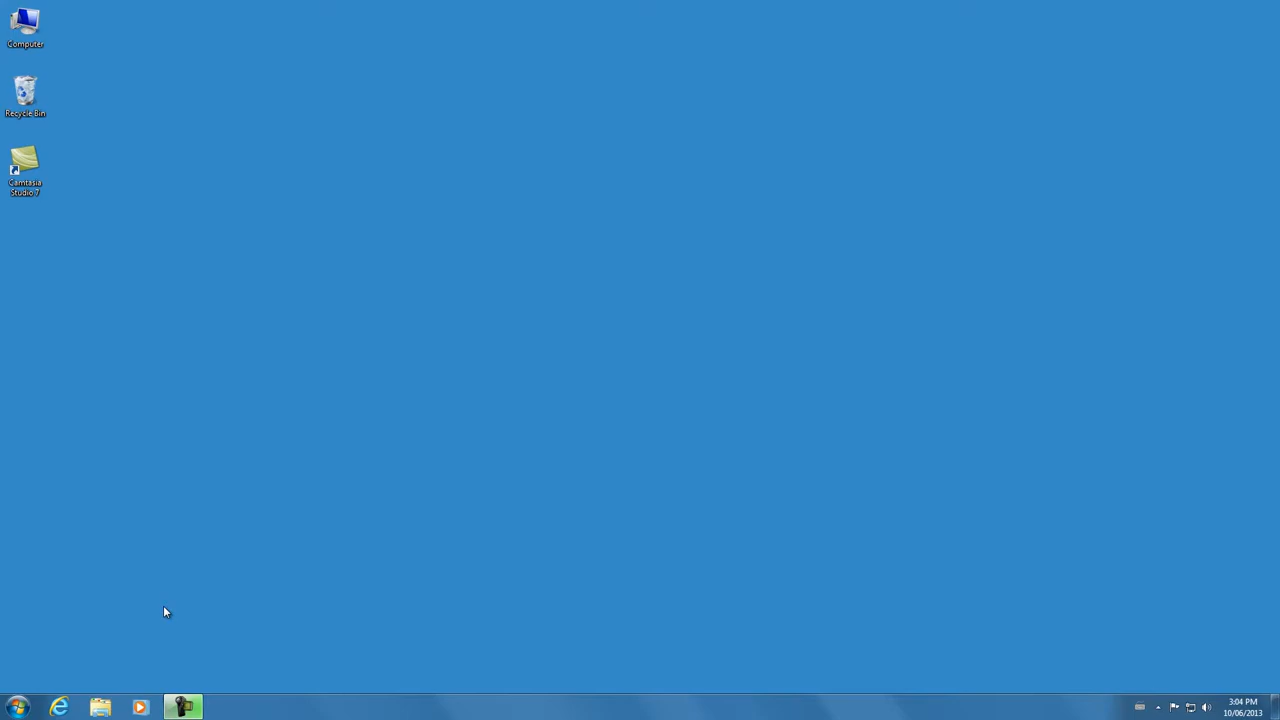 Computer
Recycle Bin
Camtasia
Studio 7
3:04 PM
10/06/2013